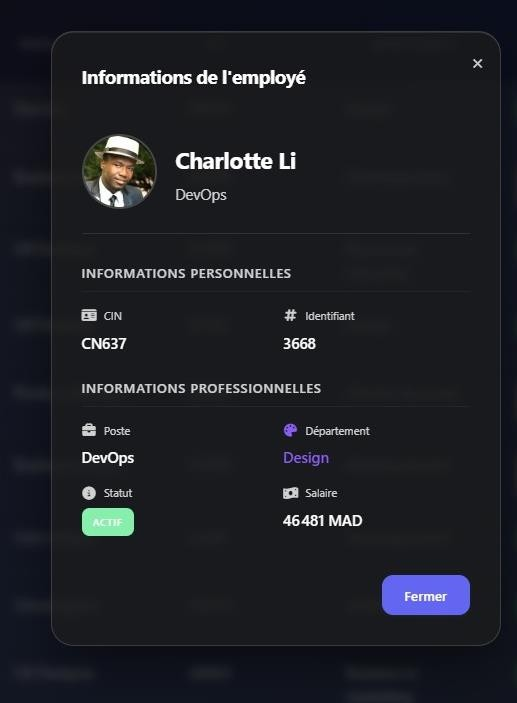 Informations de l'employé
×
Charlotte Li
DevOps
INFORMATIONS PERSONNELLES
CIN
# Identifiant
CN637
3668
INFORMATIONS PROFESSIONNELLES
Poste
Département
DevOps
Design
Statut
Salaire
ACTIF
46 481 MAD
Fermer